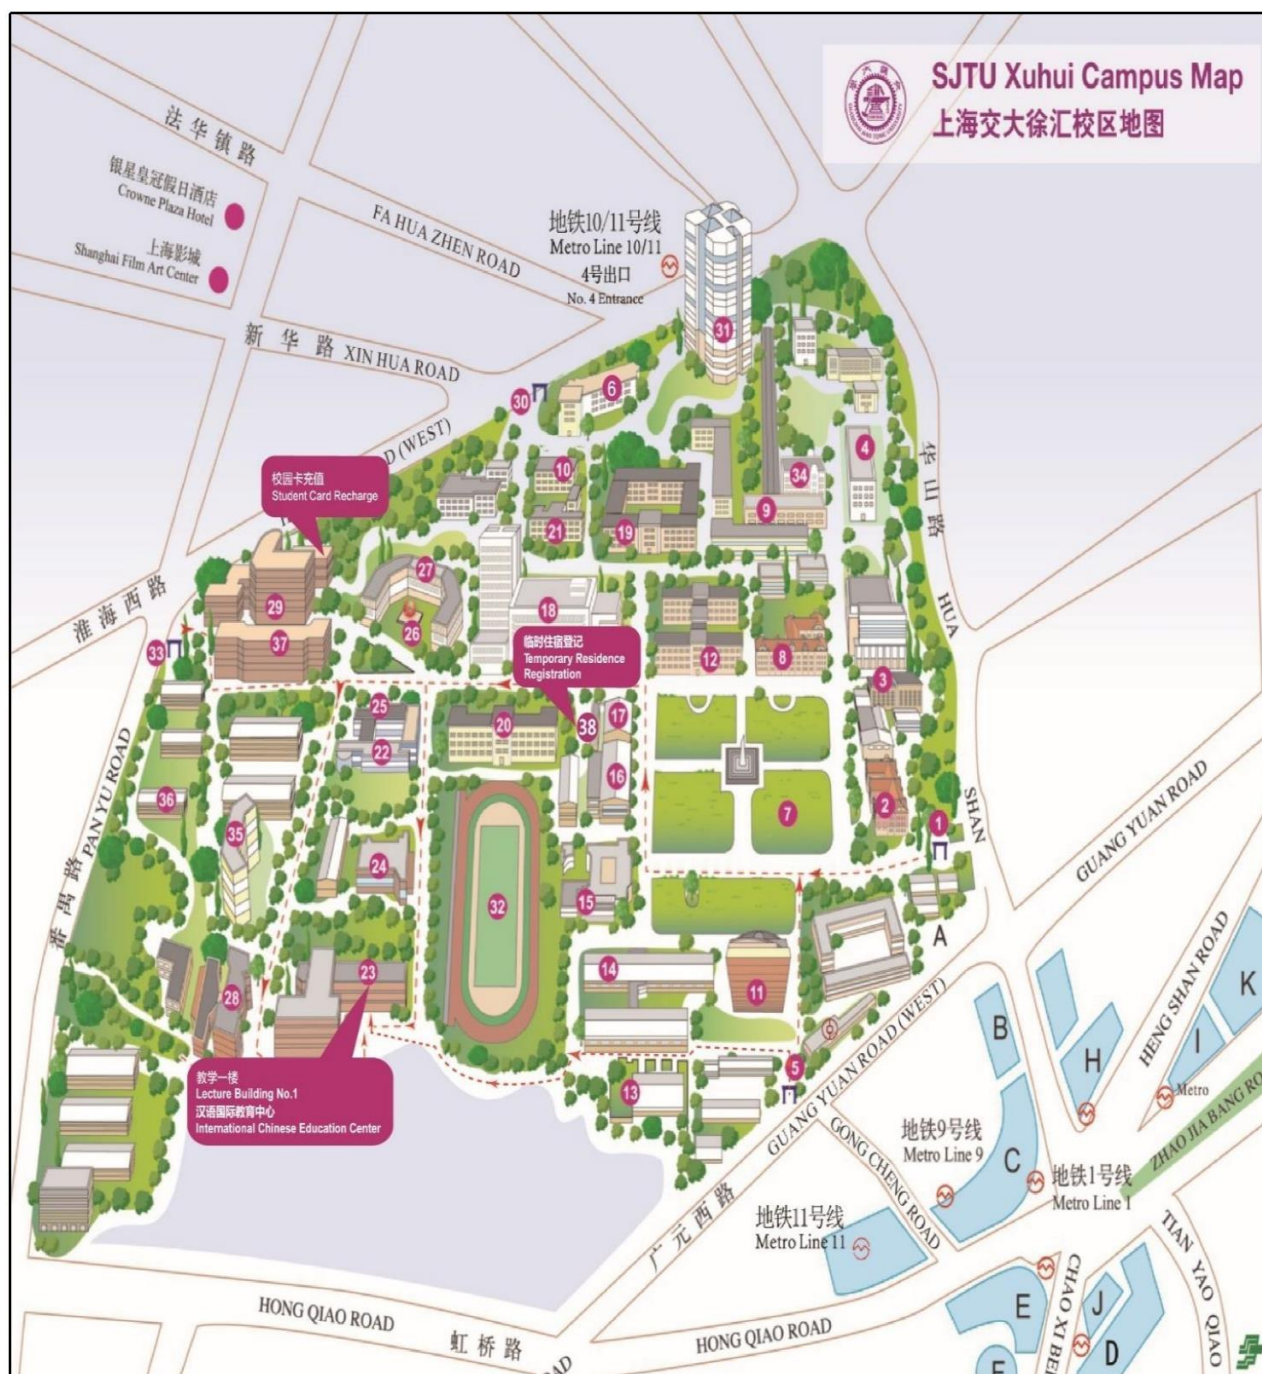 SJTU Xuhui Campus Map
上海交大徐汇校区地图
法华镇路
银星皇冠假日酒店
Crowne Plaza Hotel
上海影城
Shanghai Film Art Center
FA HUA ZHEN ROAD
地铁10/11号线
Metro Line 10/11
4号出口
No. 4 Entrance
31
新华路 XIN HUA ROAD
30
6
D (WEST)
4
华山路
校园卡充值
Student Card Recharge
10
34
9
21
19
淮海西路
29
27
18
26
HUA
33
37
临时住宿登记
Temporary Residence
Registration
12
8
3
25
20
38
17
22
16
36
7
2
1
SHAN
PAN YU ROAD
番禺路
35
24
32
15
GUANG YUAN ROAD
A
23
14
28
11
HENG SHAN ROAD
K
B
H
I
Metro
教学一楼
Lecture Building No.1
汉语国际教育中心
International Chinese Education Center
5
13
GUANG YUAN ROAD (WEST)
GONG CHENG ROAD
地铁9号线
Metro Line 9
C
地铁1号线
Metro Line 1
ZHAO JIA BANG RO
广元西路
地铁11号线
Metro Line 11
TIAN YAO QIAO
CHAO XI BEI
HONG QIAO ROAD
虹桥路
HONG QIAO ROAD
E
J
D
ROAD